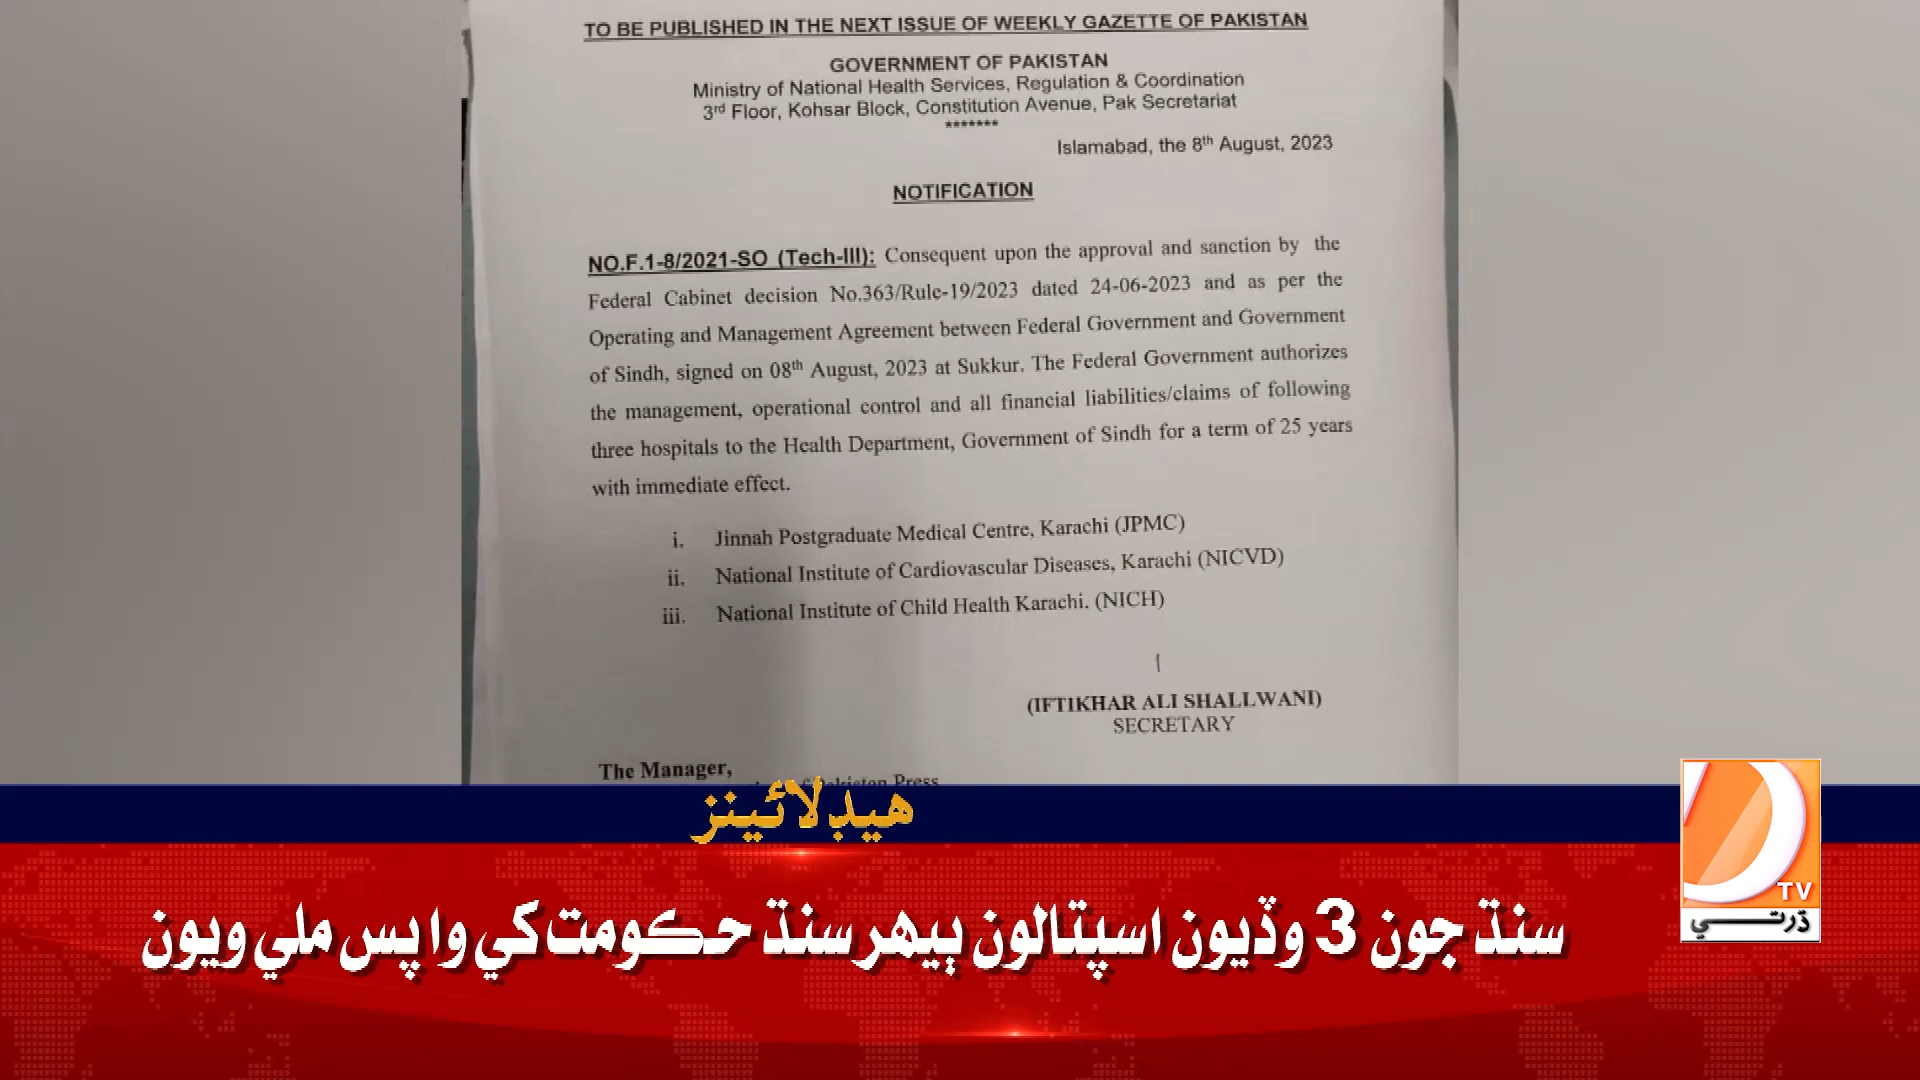 TO BE PUBLISHED IN THE NEXT ISSUE OF WEEKLY GAZETTE OF PAKISTAN
GOVERNMENT OF PAKISTAN
Ministry of National Health Services, Regulation & Coordination
3rd Floor, Kohsar Block, Constitution Avenue, Pak Secretariat
*******
Islamabad, the 8th August, 2023
NOTIFICATION
NO.F.1-8/2021-SO (Tech-III): Consequent upon the approval and sanction by the
Federal Cabinet decision No.363/Rule-19/2023 dated 24-06-2023 and as per the
Operating and Management Agreement between Federal Government and Government
of Sindh, signed on 08th August, 2023 at Sukkur. The Federal Government authorizes
the management, operational control and all financial liabilities/claims of following
three hospitals to the Health Department, Government of Sindh for a term of 25 years
with immediate effect.
i. Jinnah Postgraduate Medical Centre, Karachi (JPMC)
ii. National Institute of Cardiovascular Diseases, Karachi (NICVD)
iii. National Institute of Child Health Karachi. (NICH)
(IFTIKHAR ALI SHALLWANI)
SECRETARY
The Manager,
Pakistan Press
هيڊلائينز
TV
ڌرتي
سنڌ جون 3 وڏيون اسپتالون ٻيهر سنڌ حڪومت کي واپس ملي ويون